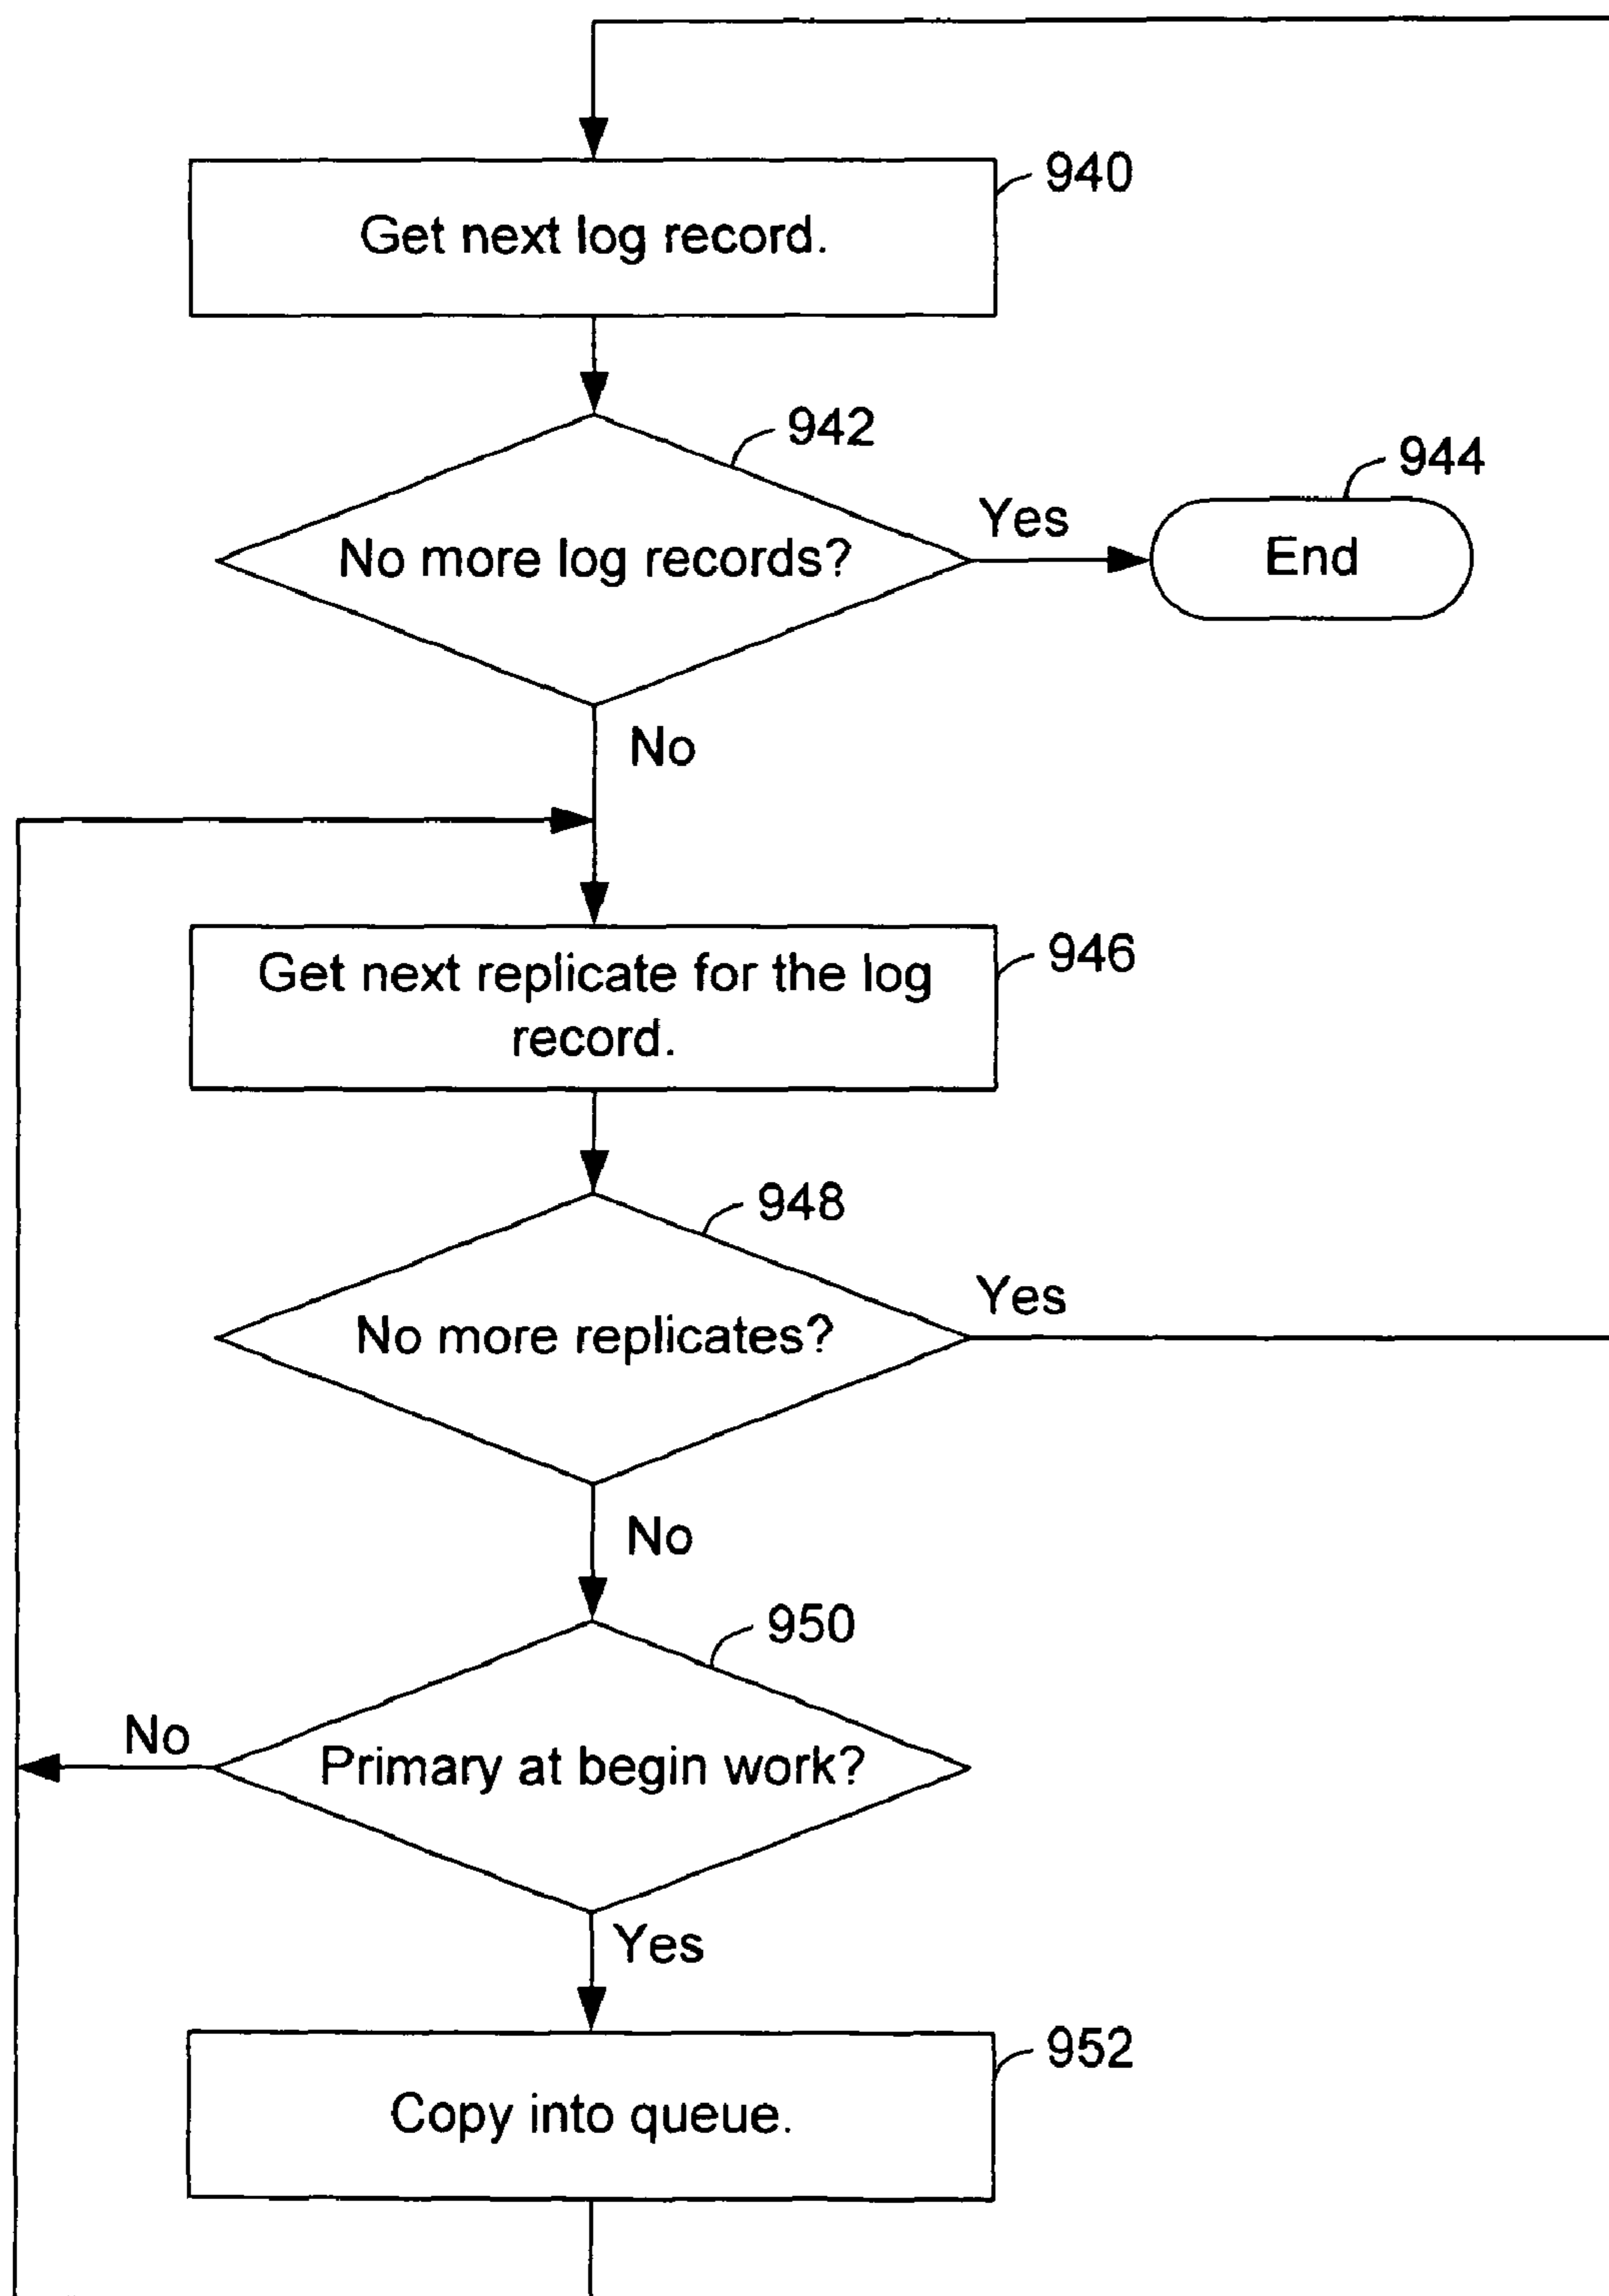 940
Get next log record.
942
944
Yes
No more log records?
End
No
946
Get next replicate for the log
record.
948
Yes
No more replicates?
No
950
No
Primary at begin work?
Yes
952
Copy into queue.